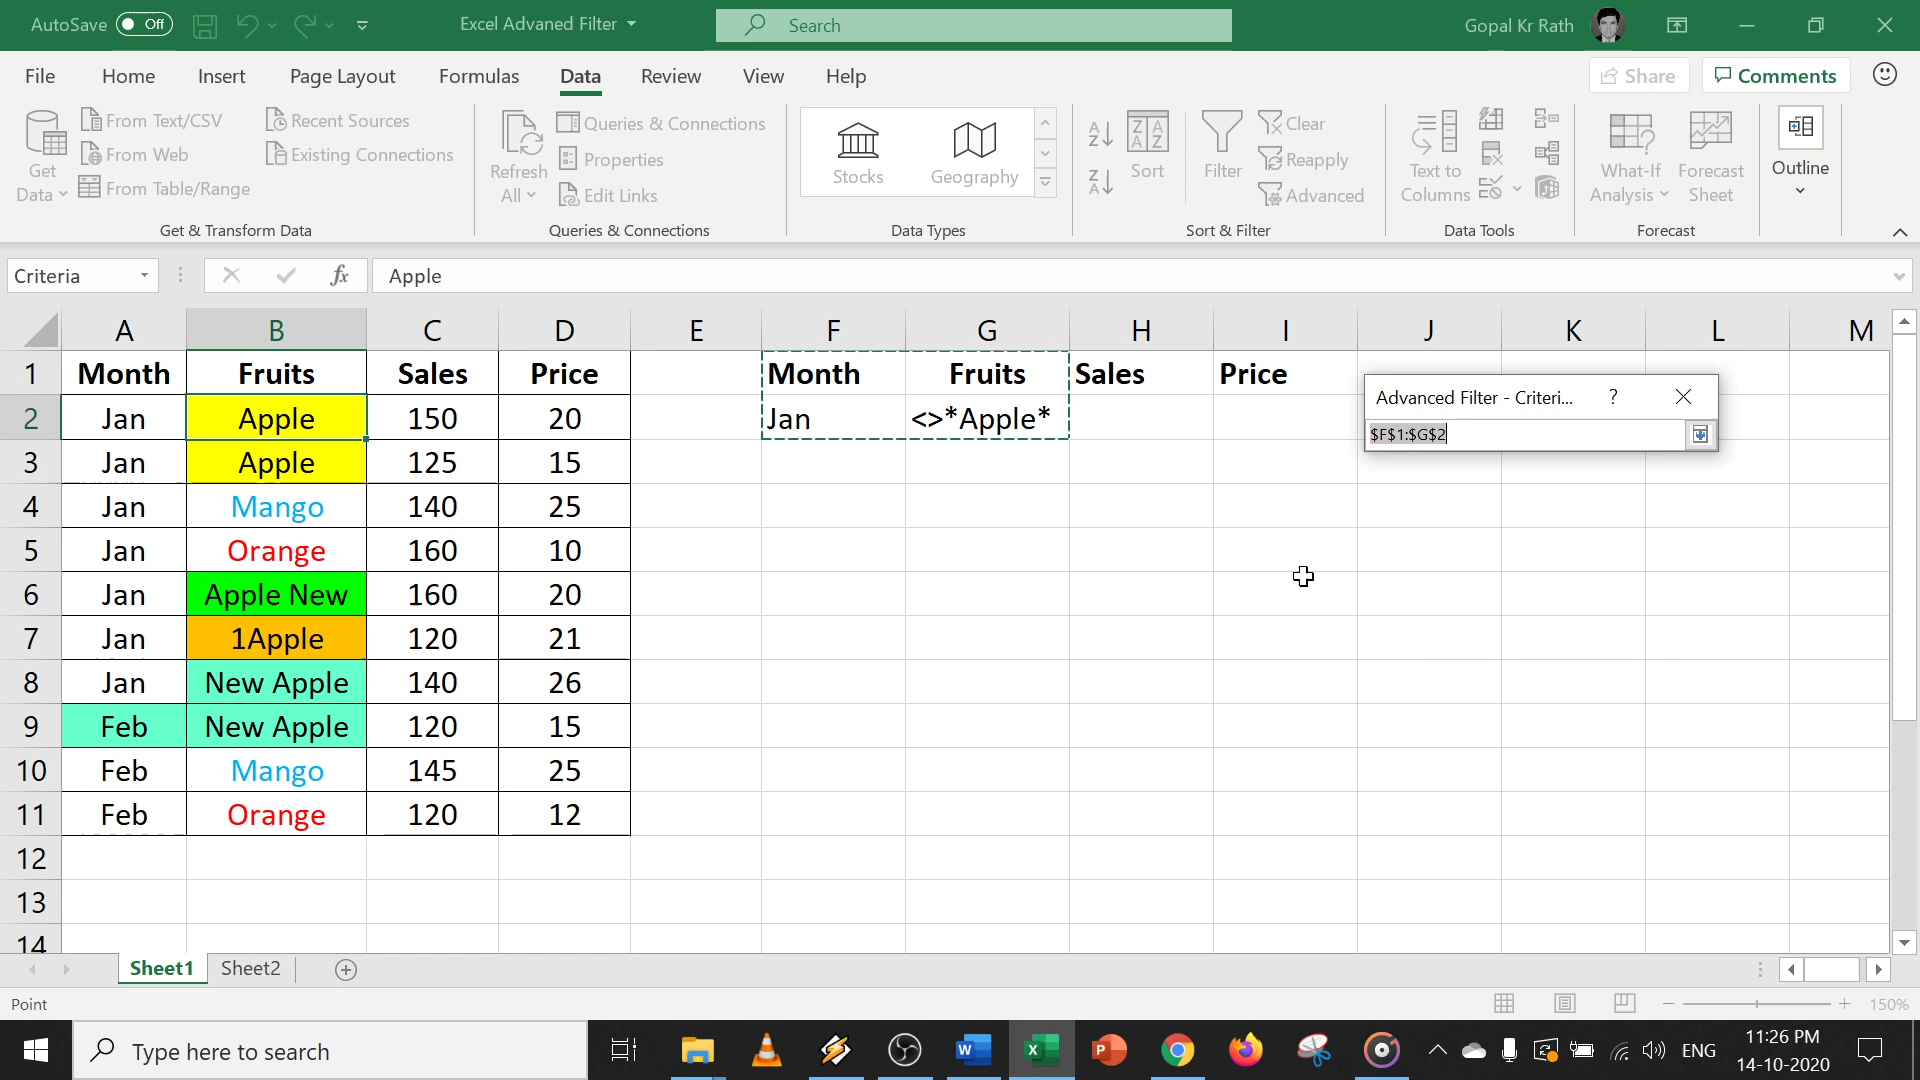 AutoSave Off Excel Advaned Filter Search Gopal Kr Rath
File Home Insert Page Layout Formulas Data Review View Help Share Comments
Get Data
From Text/CSV
From Web
From Table/Range
Recent Sources
Existing Connections
Get & Transform Data
Refresh All
Queries & Connections
Properties
Edit Links
Queries & Connections
Stocks Geography
Data Types
Sort
Filter
Clear
Reapply
Advanced
Sort & Filter
Text to Columns
Data Tools
What-If Analysis
Forecast Sheet
Forecast
Outline
Criteria fx Apple
A B C D E F G H I J K L M
1 Month Fruits Sales Price Month Fruits Sales Price
2 Jan Apple 150 20 Jan <>*Apple*
3 Jan Apple 125 15
4 Jan Mango 140 25
5 Jan Orange 160 10
6 Jan Apple New 160 20
7 Jan 1Apple 120 21
8 Jan New Apple 140 26
9 Feb New Apple 120 15
10 Feb Mango 145 25
11 Feb Orange 120 12
12
13
14
Advanced Filter - Criteri... ?
$F$1:$G$2
Sheet1 Sheet2
Point 150%
Type here to search ENG 11:26 PM
14-10-2020